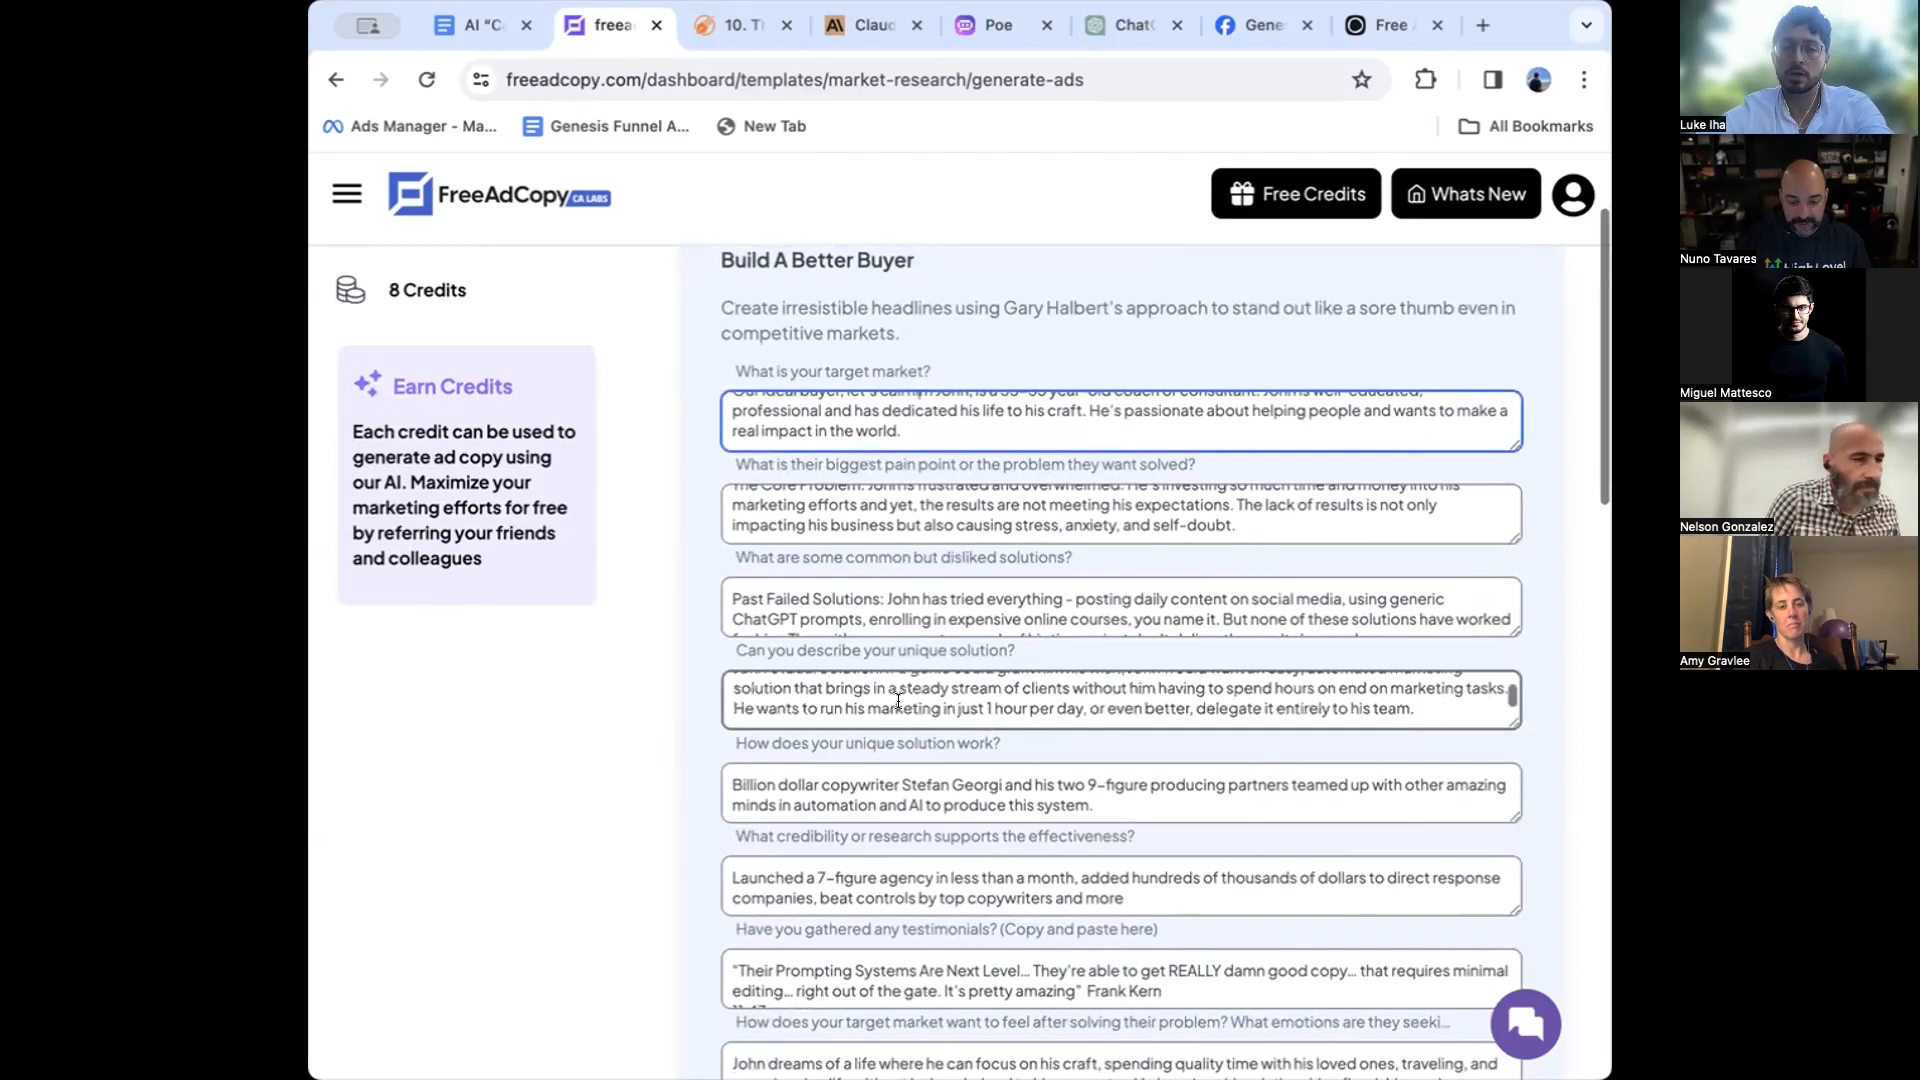 AI “C
freea
10. T
Claud
Poe
Chat
Gene
Free
freeadcopy.com/dashboard/templates/market-research/generate-ads
Ads Manager - Ma...
Genesis Funnel A...
New Tab
All Bookmarks
FreeAdCopy CA LABS
Free Credits
Whats New
8 Credits
Earn Credits
Each credit can be used to
generate ad copy using
our AI. Maximize your
marketing efforts for free
by referring your friends
and colleagues
Build A Better Buyer
Create irresistible headlines using Gary Halbert's approach to stand out like a sore thumb even in
competitive markets.
What is your target market?
professional and has dedicated his life to his craft. He's passionate about helping people and wants to make a
real impact in the world.
What is their biggest pain point or the problem they want solved?
The Core Problem: John is frustrated and overwhelmed. He's investing so much time and money into his
marketing efforts and yet, the results are not meeting his expectations. The lack of results is not only
impacting his business but also causing stress, anxiety, and self-doubt.
What are some common but disliked solutions?
Past Failed Solutions: John has tried everything - posting daily content on social media, using generic
ChatGPT prompts, enrolling in expensive online courses, you name it. But none of these solutions have worked
Can you describe your unique solution?
solution that brings in a steady stream of clients without him having to spend hours on end on marketing tasks.
He wants to run his marketing in just 1 hour per day, or even better, delegate it entirely to his team.
How does your unique solution work?
Billion dollar copywriter Stefan Georgi and his two 9-figure producing partners teamed up with other amazing
minds in automation and AI to produce this system.
What credibility or research supports the effectiveness?
Launched a 7-figure agency in less than a month, added hundreds of thousands of dollars to direct response
companies, beat controls by top copywriters and more
Have you gathered any testimonials? (Copy and paste here)
“Their Prompting Systems Are Next Level... They're able to get REALLY damn good copy... that requires minimal
editing... right out of the gate. It's pretty amazing” Frank Kern
How does your target market want to feel after solving their problem? What emotions are they seeki...
John dreams of a life where he can focus on his craft, spending quality time with his loved ones, traveling, and
Luke Iha
Nuno Tavares
Miguel Mattesco
Nelson Gonzalez
Amy Gravlee